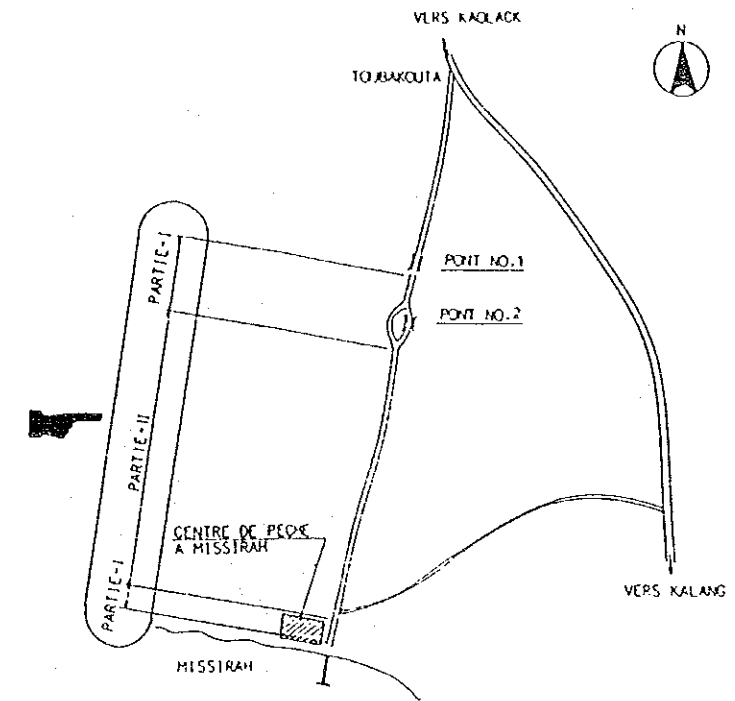 VERS KAOLACK
N
TOUBAKOUTA
PARTIE-I
PONT NO.1
PONT NO.2
PARTIE-II
CENTRE DE PECHE
A MISSIRAH
PARTIE-I
VERS KALANG
MISSIRAH